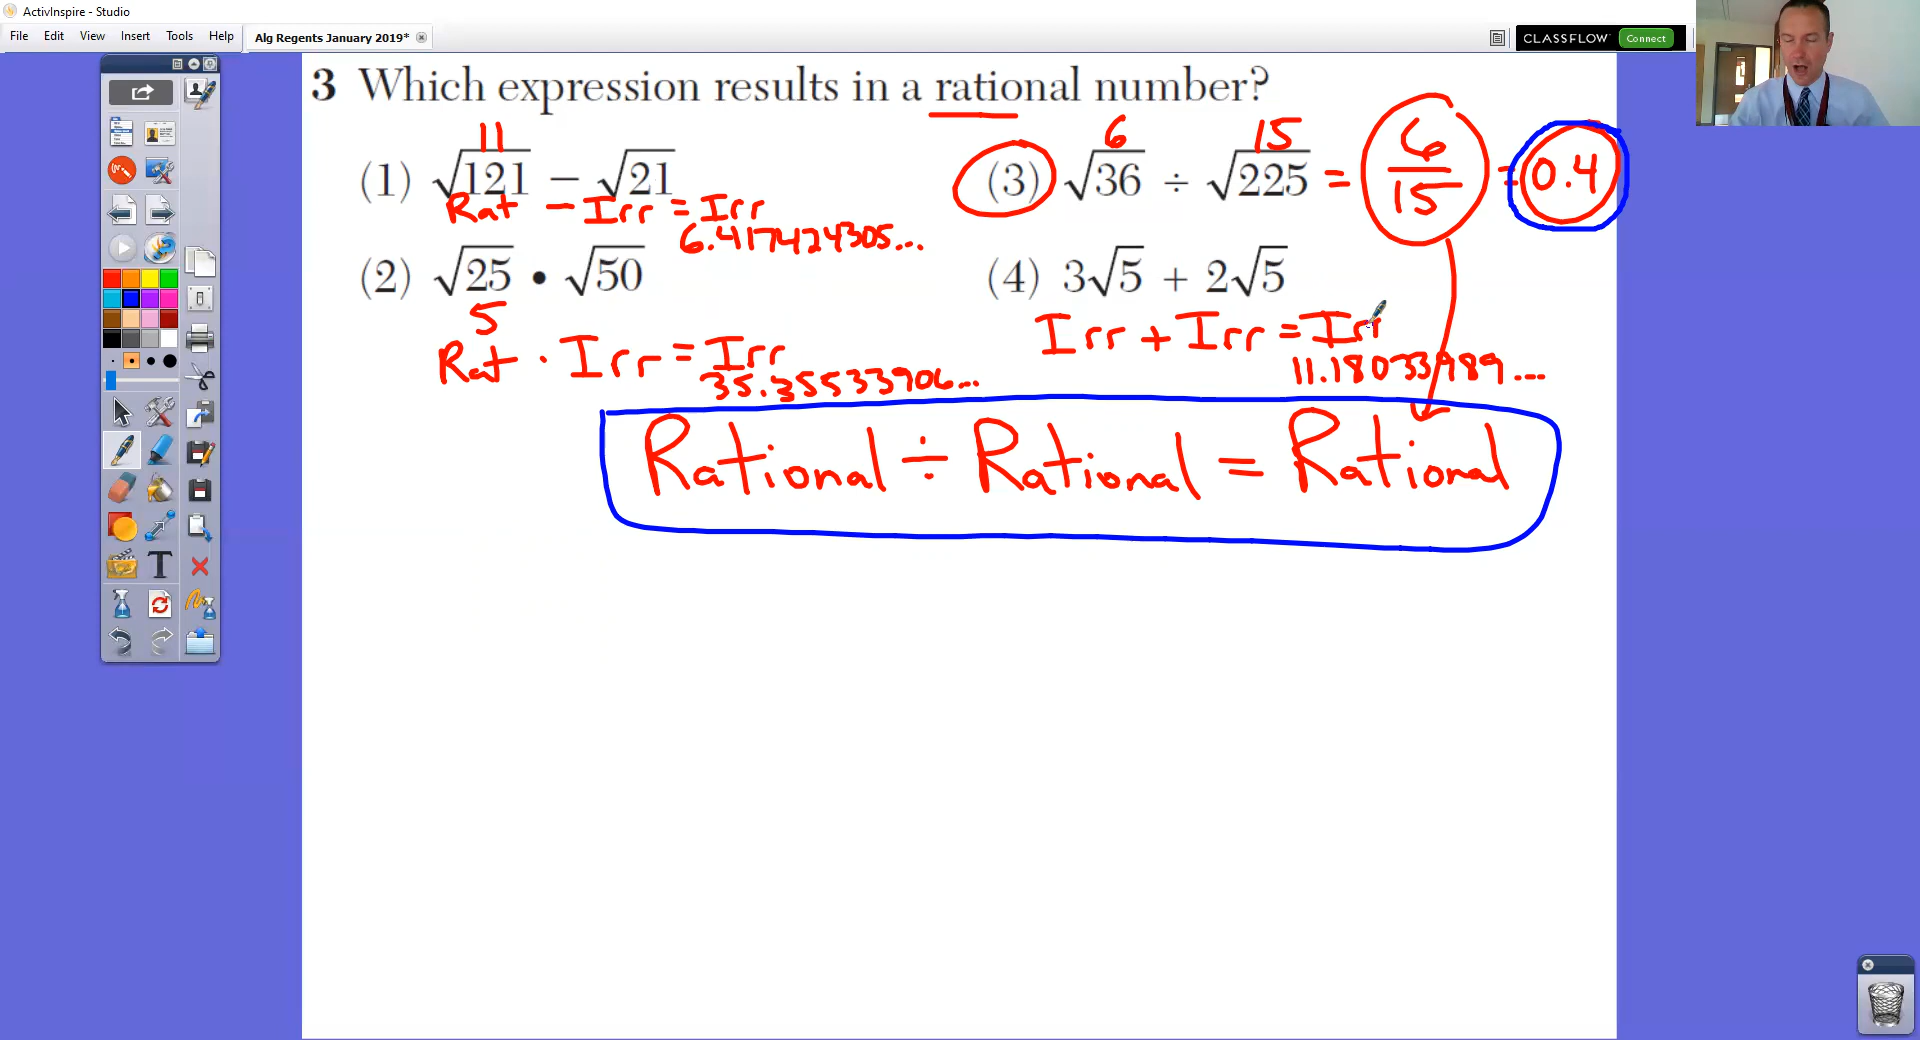 ActivInspire - Studio
File Edit View Insert Tools Help
Alg Regents January 2019*
CLASSFLOW Connect
3 Which expression results in a rational number?
11
(1) √121 − √21
Rat − Irr = Irr
6.417424305...
(2) √25 • √50
5
Rat · Irr = Irr
35.35533906...
6 15
(3) √36 ÷ √225 = 6/15 = 0.4
(4) 3√5 + 2√5
Irr + Irr = Irr
11.18033989...
Rational ÷ Rational = Rational
T